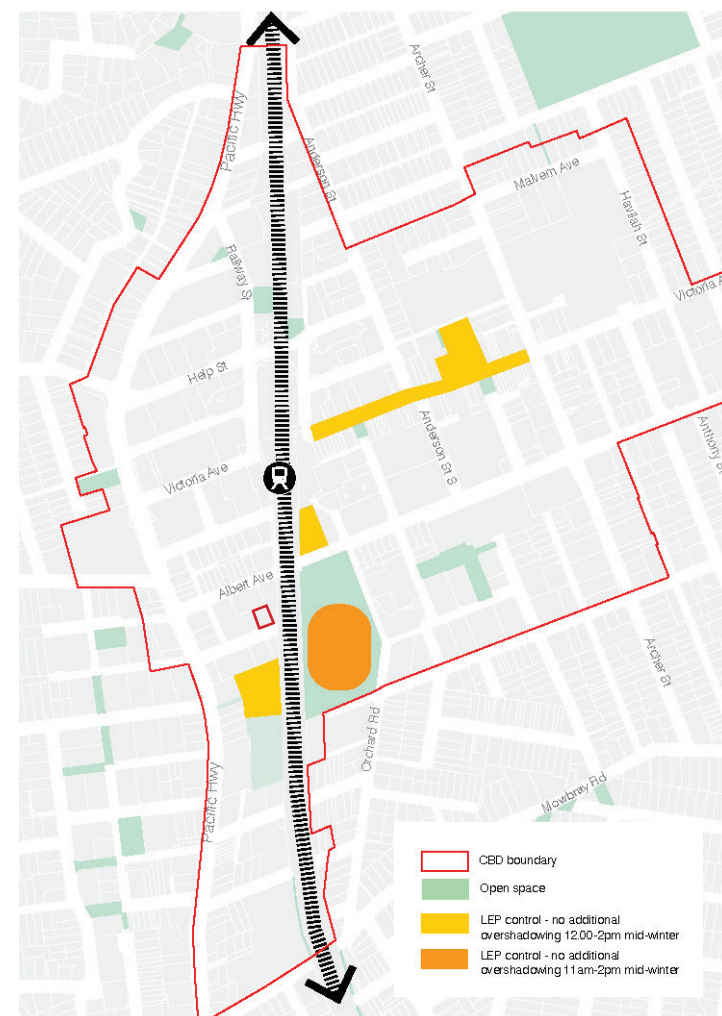 Archer St
Pacific Hwy
Anderson St
Malvern Ave
Havilah St
Railway St
Victoria A
Help St
Anderson St S
Anthony St
Victoria Ave
Albert Ave
Archer St
Orchard Rd
Pacific Hwy
Mowbray Rd
CBD boundary
Open space
LEP control - no additional
overshadowing 12.00-2pm mid-winter
LEP control - no additional
overshadowing 11am-2pm mid-winter